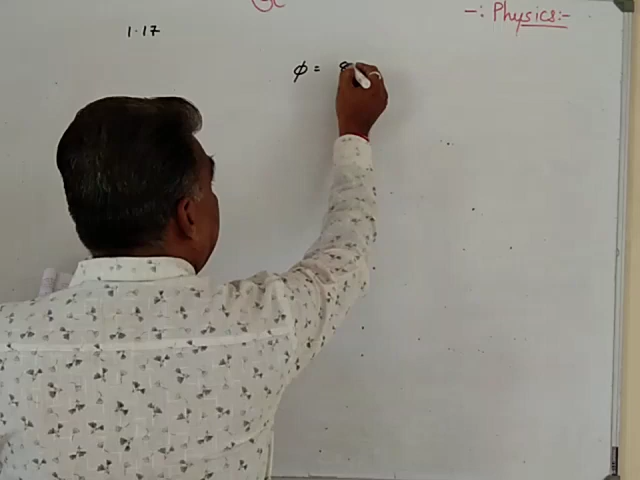 -: Physics:-
1.17
φ =